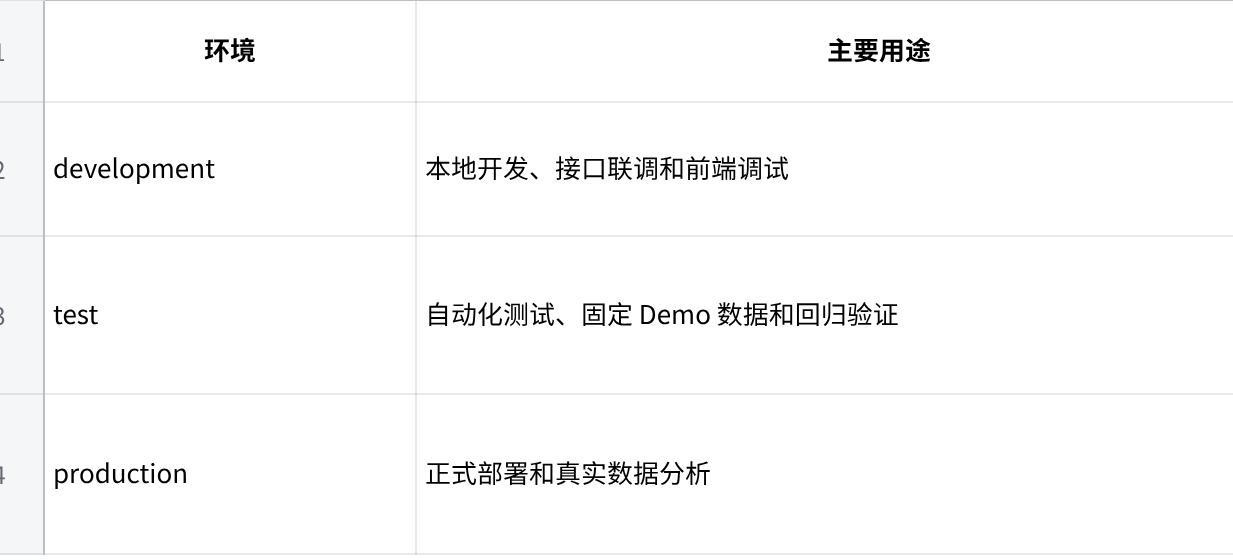 1 环境 主要用途
2 development 本地开发、接口联调和前端调试
3 test 自动化测试、固定 Demo 数据和回归验证
4 production 正式部署和真实数据分析